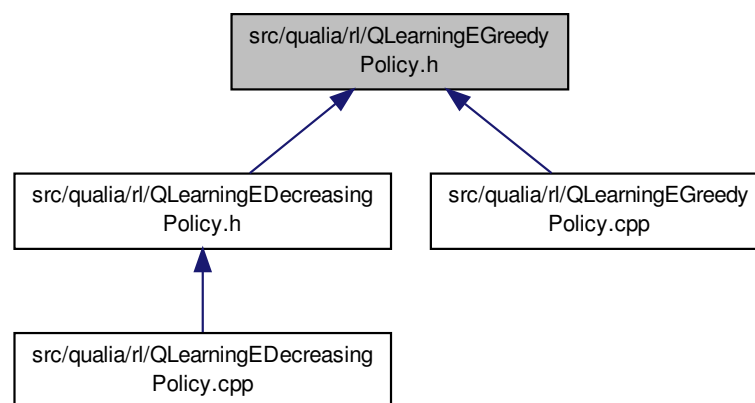 src/qualia/rl/QLearningEGreedy
Policy.h
src/qualia/rl/QLearningEDecreasing
Policy.h
src/qualia/rl/QLearningEGreedy
Policy.cpp
src/qualia/rl/QLearningEDecreasing
Policy.cpp